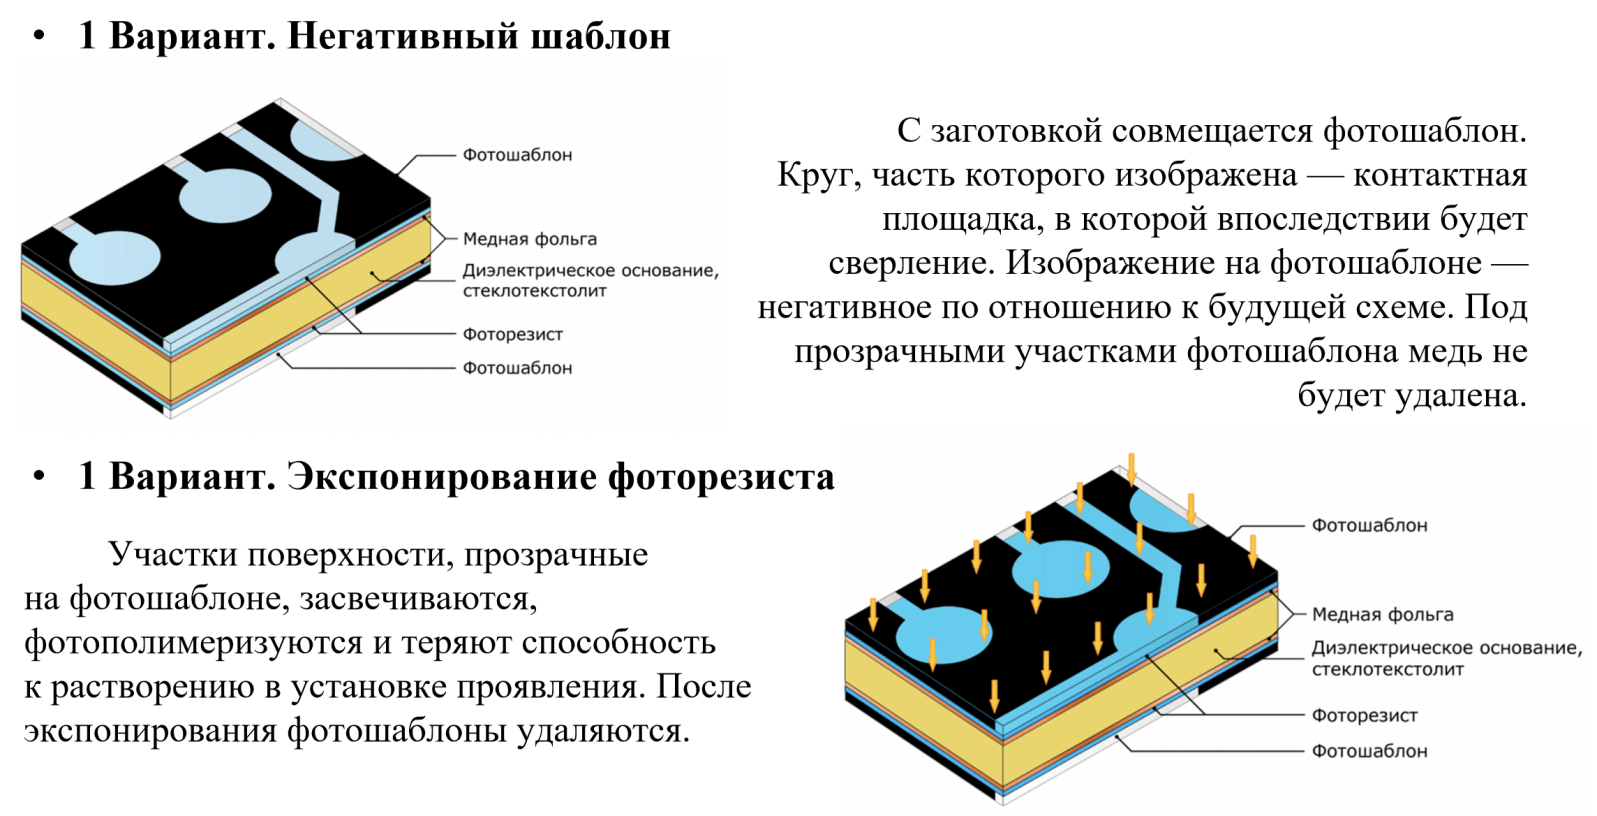 • 1 Вариант. Негативный шаблон
Фотошаблон
Медная фольга
Диэлектрическое основание,
стеклотекстолит
Фоторезист
Фотошаблон
С заготовкой совмещается фотошаблон.
Круг, часть которого изображена — контактная
площадка, в которой впоследствии будет
сверление. Изображение на фотошаблоне —
негативное по отношению к будущей схеме. Под
прозрачными участками фотошаблона медь не
будет удалена.
• 1 Вариант. Экспонирование фоторезиста
Участки поверхности, прозрачные
на фотошаблоне, засвечиваются,
фотополимеризуются и теряют способность
к растворению в установке проявления. После
экспонирования фотошаблоны удаляются.
Фотошаблон
Медная фольга
Диэлектрическое основание,
стеклотекстолит
Фоторезист
Фотошаблон